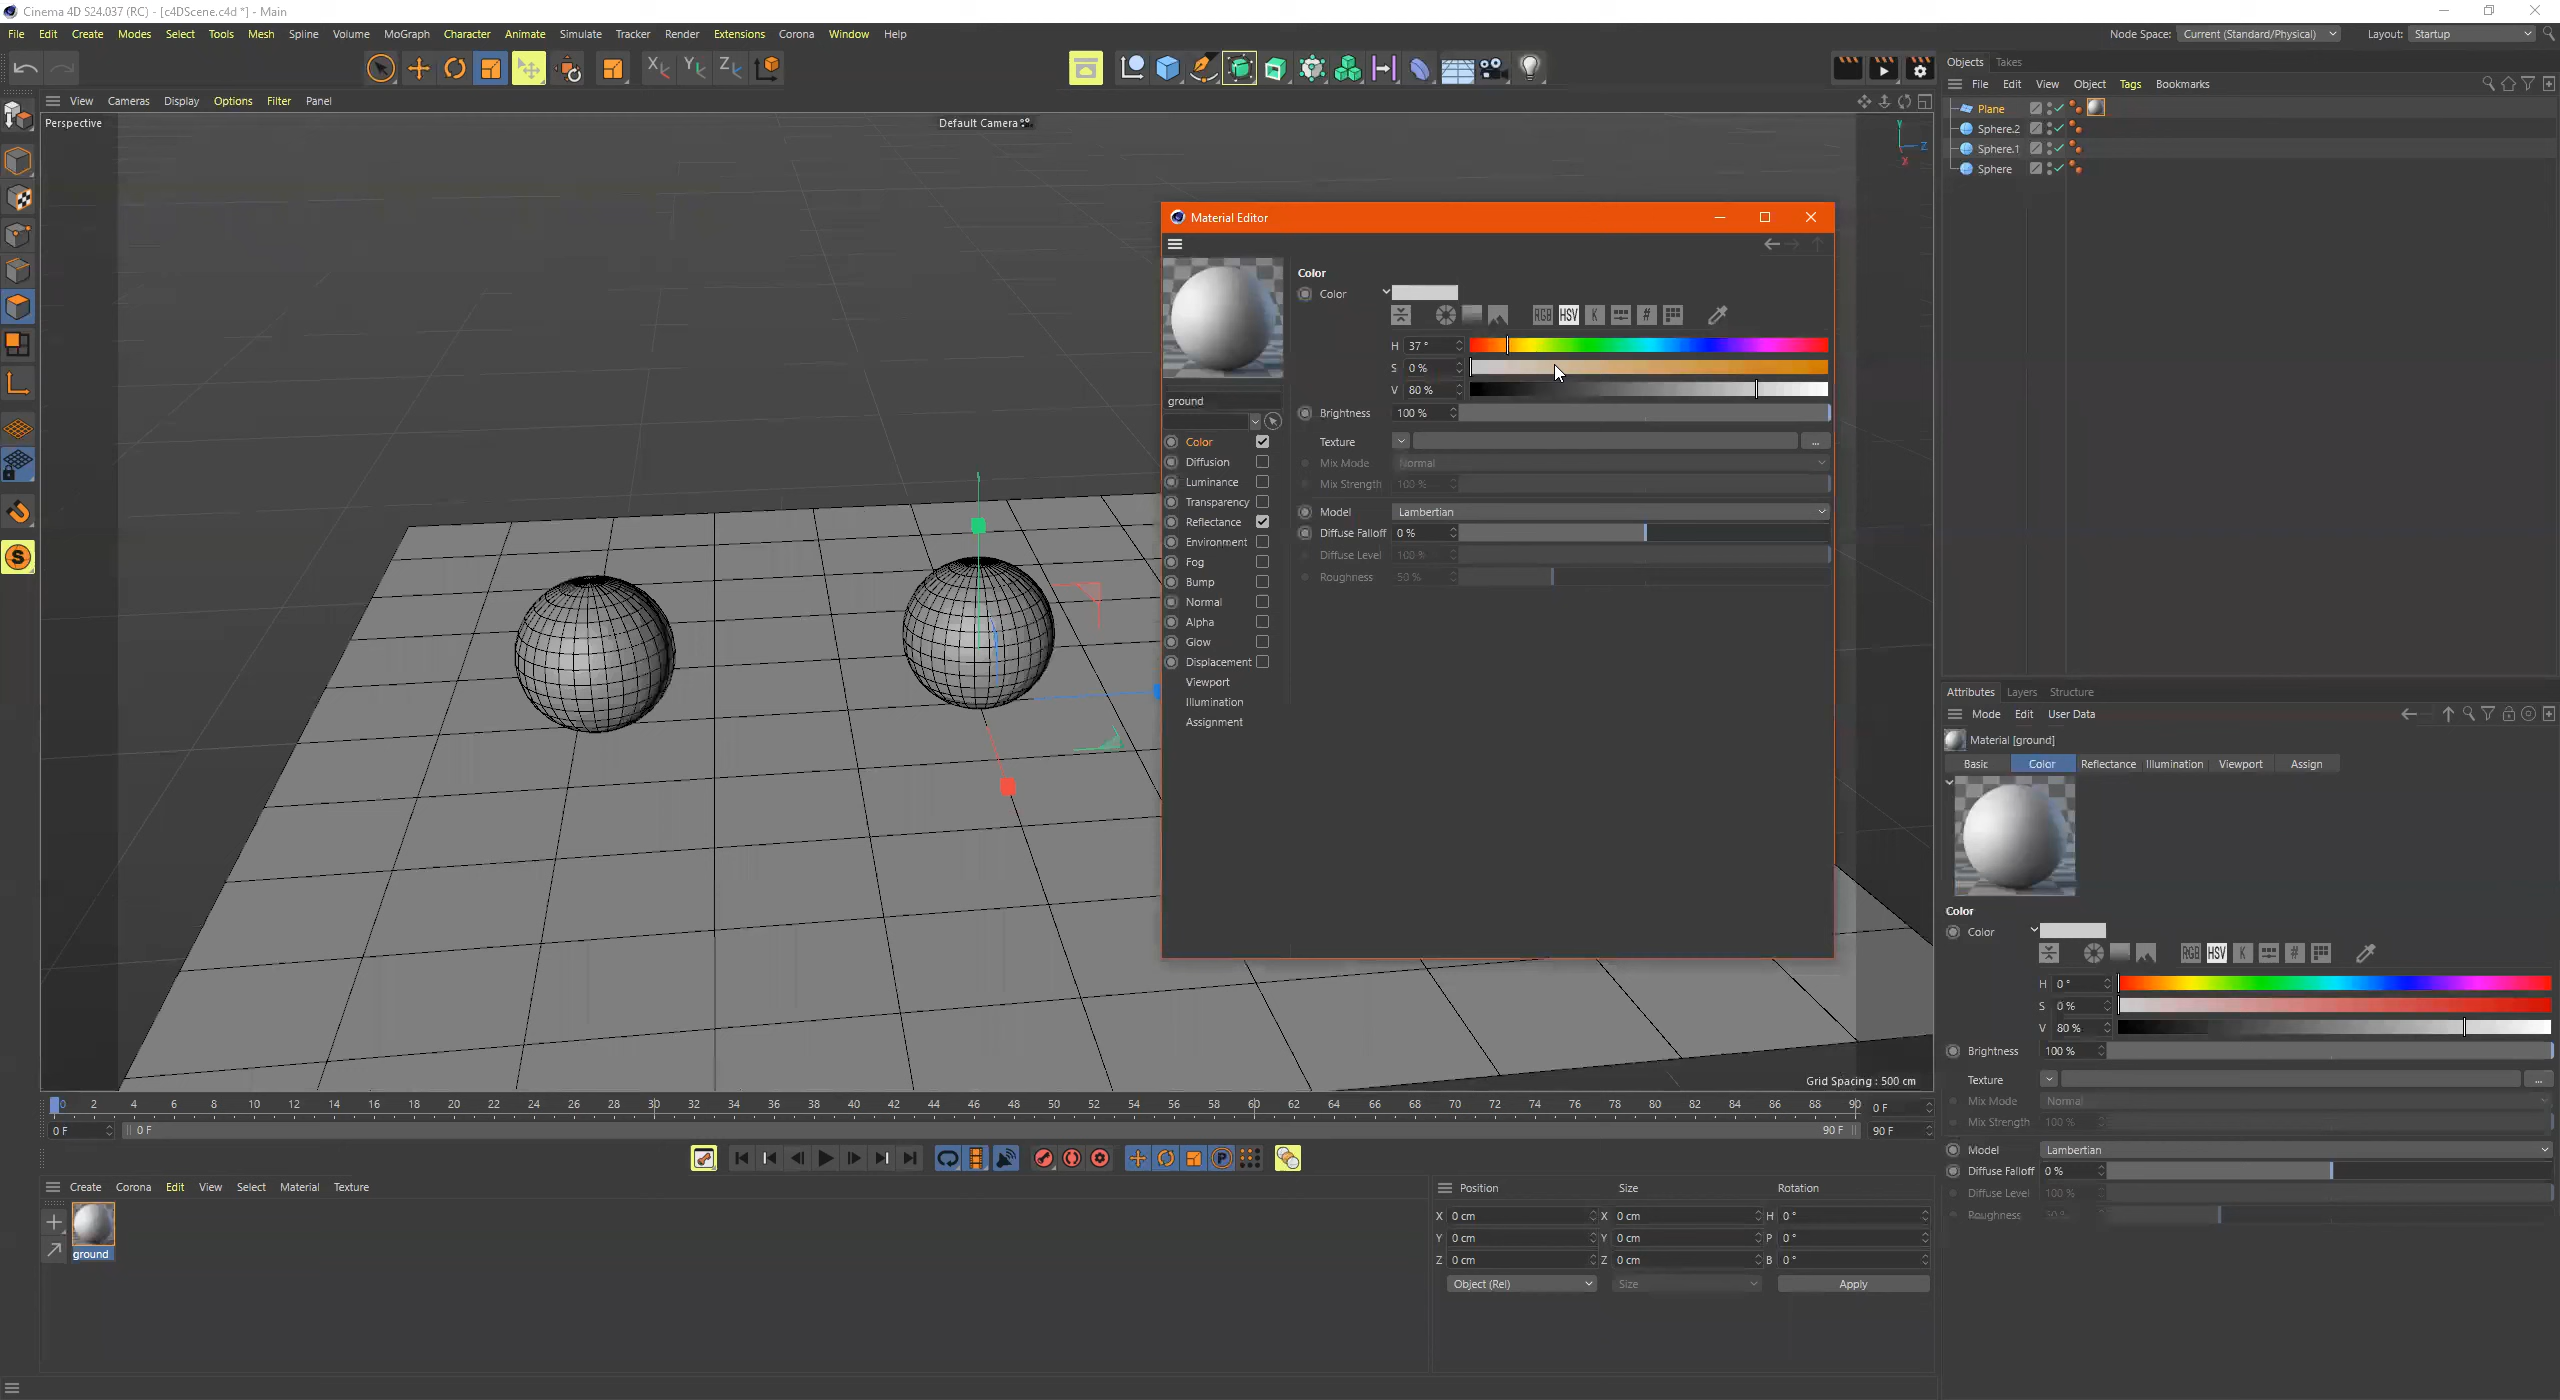 Cinema 4D S24.037 (RC) - [c4DScene.c4d *] - Main
File Edit Create Modes Select Tools Mesh Spline Volume MoGraph Character Animate Simulate Tracker Render Extensions Corona Window Help
Node Space: Current (Standard/Physical) Layout: Startup
X Y Z
Objects Takes
File Edit View Object Tags Bookmarks
View Cameras Display Options Filter Panel
Perspective
Default Camera
Y
Z
X
Plane
Sphere.2
Sphere.1
Sphere
Material Editor
ground
Color
Diffusion
Luminance
Transparency
Reflectance
Environment
Fog
Bump
Normal
Alpha
Glow
Displacement
Viewport
Illumination
Assignment
Color
Color
RGB HSV K #
H 37 °
S 0 %
V 80 %
Brightness 100 %
Texture ...
Mix Mode Normal
Mix Strength 100 %
Model Lambertian
Diffuse Falloff 0 %
Diffuse Level 100 %
Roughness 50 %
Grid Spacing : 500 cm
Attributes Layers Structure
Mode Edit User Data
Material [ground]
Basic Color Reflectance Illumination Viewport Assign
Color
Color
RGB HSV K #
H 0 °
S 0 %
V 80 %
Brightness 100 %
Texture ...
Mix Mode Normal
Mix Strength 100 %
Model Lambertian
Diffuse Falloff 0 %
Diffuse Level 100 %
Roughness 50 %
S
0 2 4 6 8 10 12 14 16 18 20 22 24 26 28 30 32 34 36 38 40 42 44 46 48 50 52 54 56 58 60 62 64 66 68 70 72 74 76 78 80 82 84 86 88 90 0 F
0 F 0 F 90 F 90 F
P
Create Corona Edit View Select Material Texture
ground
Position Size Rotation
X 0 cm X 0 cm H 0 °
Y 0 cm Y 0 cm P 0 °
Z 0 cm Z 0 cm B 0 °
Object (Rel) Size Apply